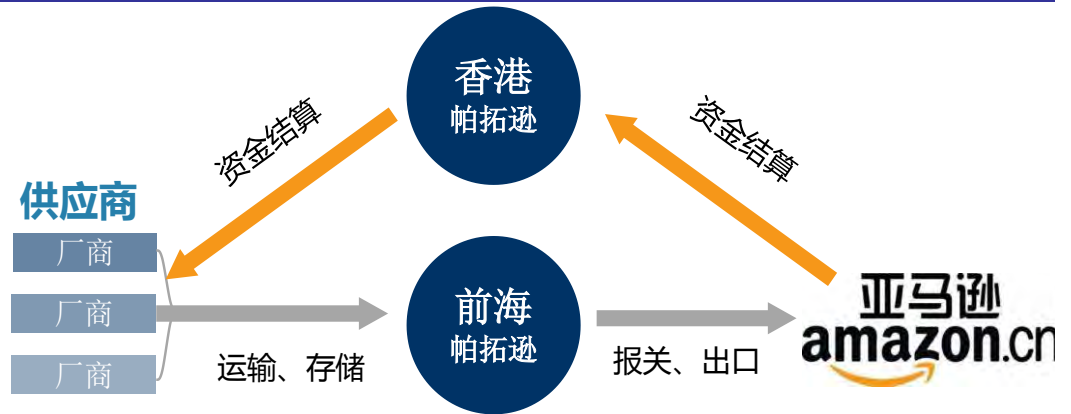 香港
帕拓逊
资金结算
资金结算
供应商
厂商
厂商
厂商
前海
帕拓逊
运输、存储
报关、出口
亚马逊
amazon.cn